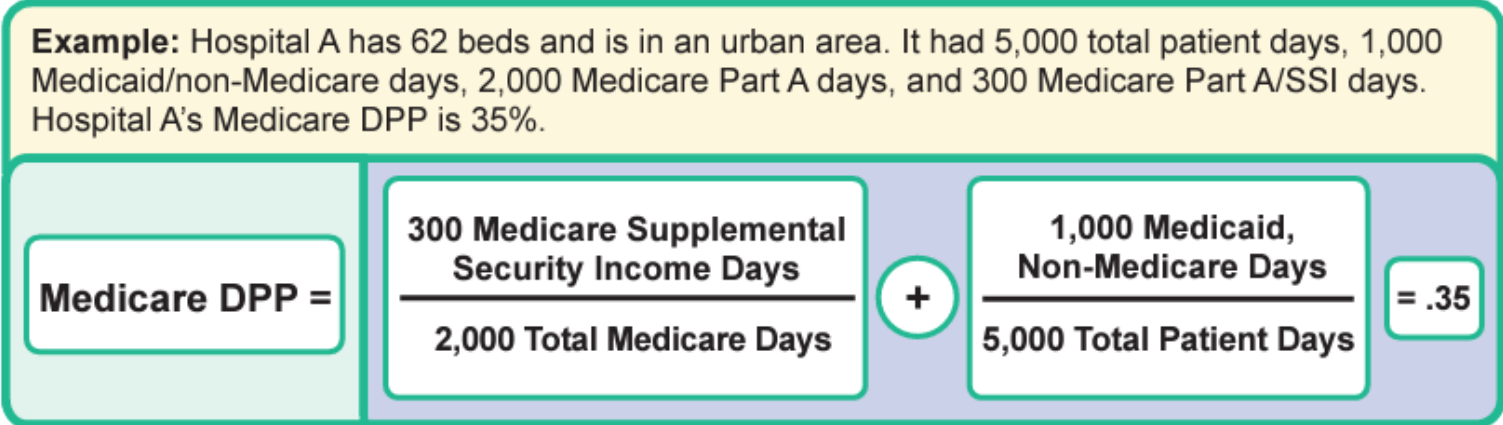 Example: Hospital A has 62 beds and is in an urban area. It had 5,000 total patient days, 1,000
Medicaid/non-Medicare days, 2,000 Medicare Part A days, and 300 Medicare Part A/SSI days.
Hospital A’s Medicare DPP is 35%.
Medicare DPP =
300 Medicare Supplemental
Security Income Days
2,000 Total Medicare Days
+
1,000 Medicaid,
Non-Medicare Days
5,000 Total Patient Days
= .35